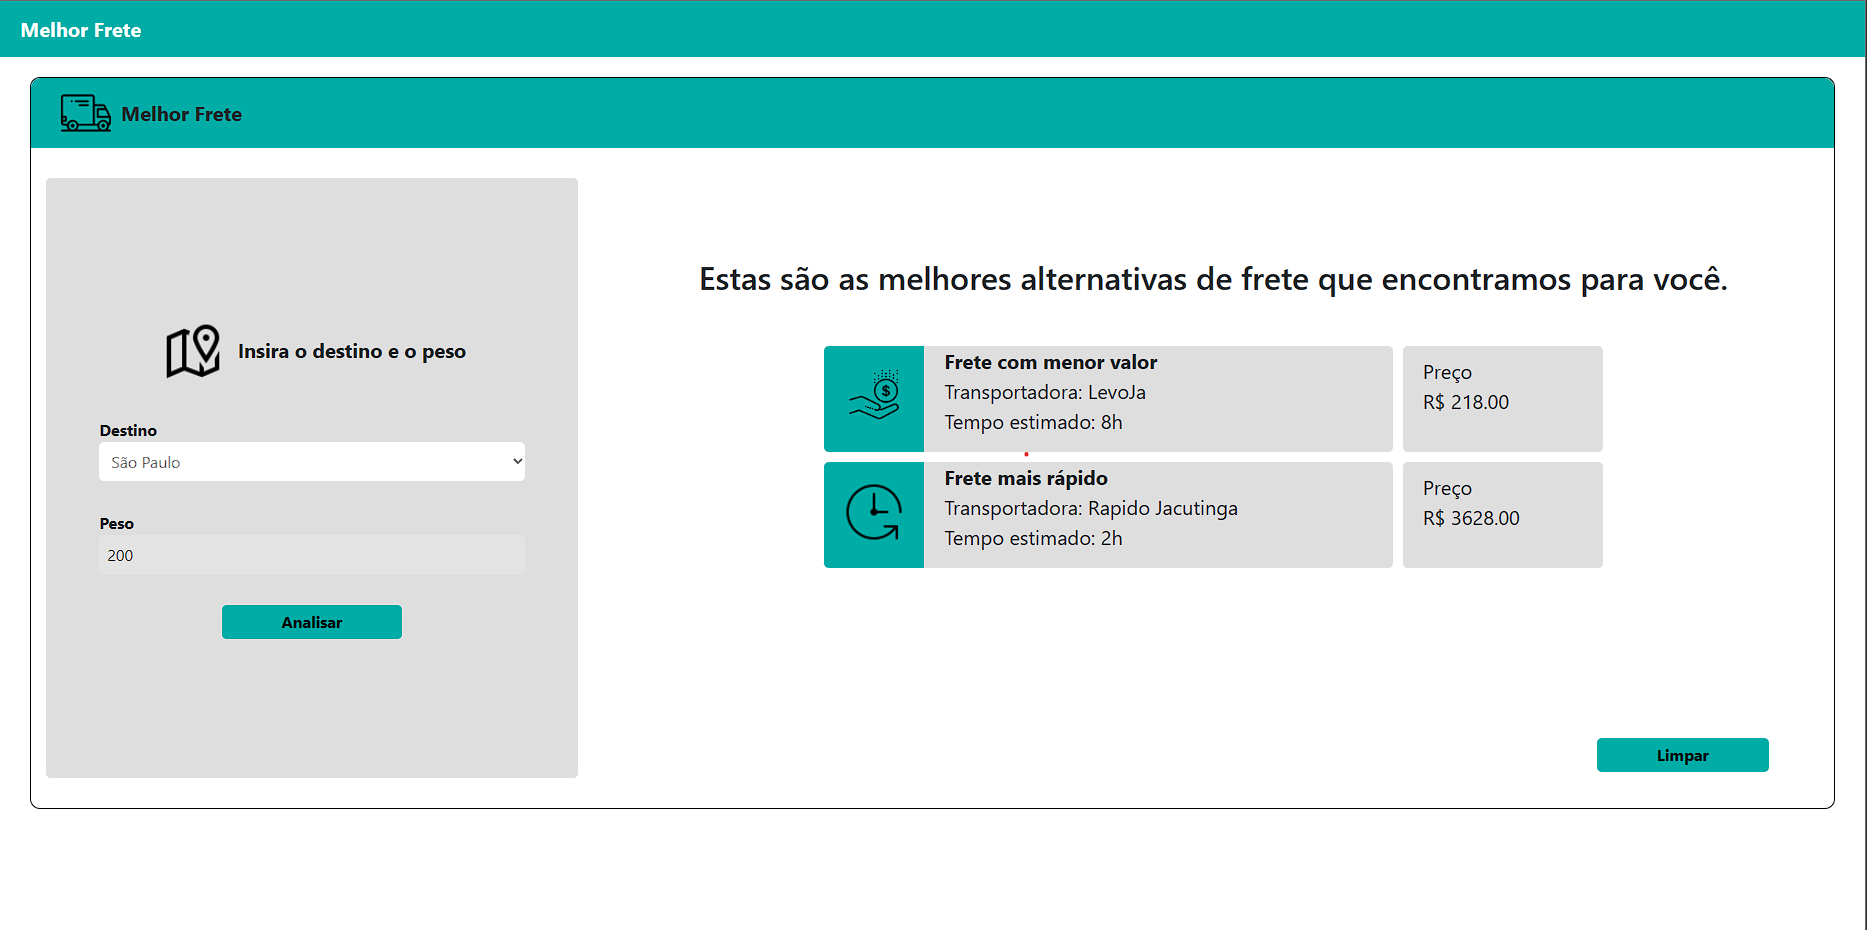 Melhor Frete
Melhor Frete
Insira o destino e o peso
Destino
São Paulo
Peso
200
Analisar
Estas são as melhores alternativas de frete que encontramos para você.
$
Frete com menor valor
Transportadora: LevoJa
Tempo estimado: 8h
Preço
R$ 218.00
Frete mais rápido
Transportadora: Rapido Jacutinga
Tempo estimado: 2h
Preço
R$ 3628.00
Limpar